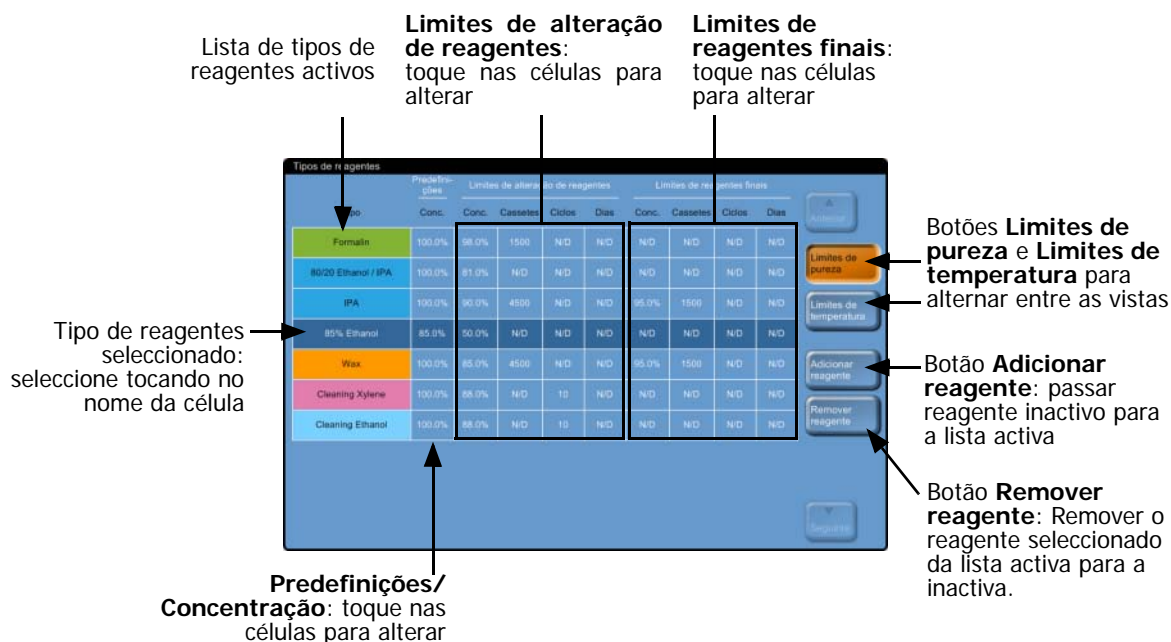 Lista de tipos de
reagentes activos
Limites de alteração
de reagentes:
toque nas células para
alterar
Limites de
reagentes finais:
toque nas células
para alterar
Tipos de reagentes
Predefini-
ções
Limites de alteração de reagentes
Limites de reagentes finais
Tipo Conc. Conc. Cassetes Ciclos Dias Conc. Cassetes Ciclos Dias
Formalin 100.0% 98.0% 1500 N/D N/D N/D N/D N/D N/D
80/20 Ethanol / IPA 100.0% 81.0% N/D N/D N/D N/D N/D N/D N/D
IPA 100.0% 90.0% 4500 N/D N/D 95.0% 1500 N/D N/D
85% Ethanol 85.0% 50.0% N/D N/D N/D N/D N/D N/D N/D
Wax 100.0% 85.0% 4500 N/D N/D 95.0% 1500 N/D N/D
Cleaning Xylene 100.0% 88.0% N/D 10 N/D N/D N/D N/D N/D
Cleaning Ethanol 100.0% 88.0% N/D 10 N/D N/D N/D N/D N/D
Anterior
Limites de
pureza
Limites de
temperatura
Adicionar
reagente
Remover
reagente
Seguinte
Tipo de reagentes
seleccionado:
seleccione tocando no
nome da célula
Botões Limites de
pureza e Limites de
temperatura para
alternar entre as vistas
Botão Adicionar
reagente: passar
reagente inactivo para
a lista activa
Botão Remover
reagente: Remover o
reagente seleccionado
da lista activa para a
inactiva.
Predefinições/
Concentração: toque nas
células para alterar